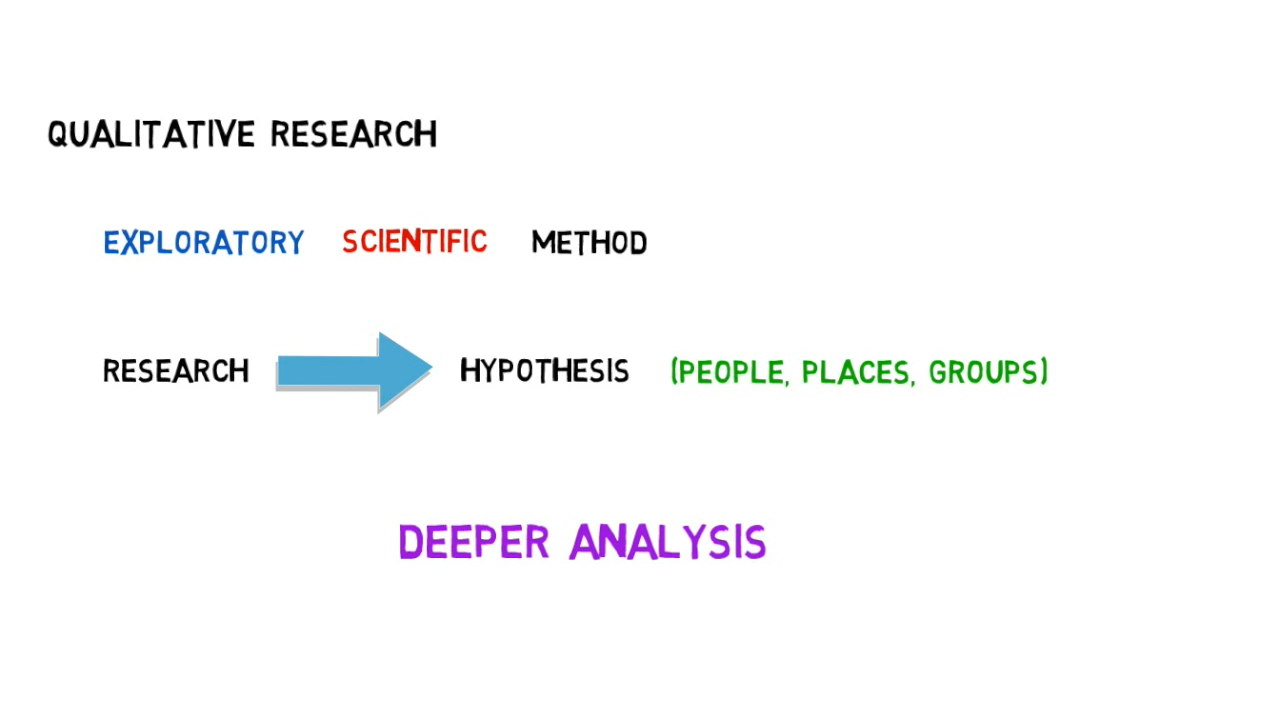 QUALITATIVE RESEARCH
EXPLORATORY SCIENTIFIC METHOD
RESEARCH HYPOTHESIS (PEOPLE, PLACES, GROUPS)
DEEPER ANALYSIS